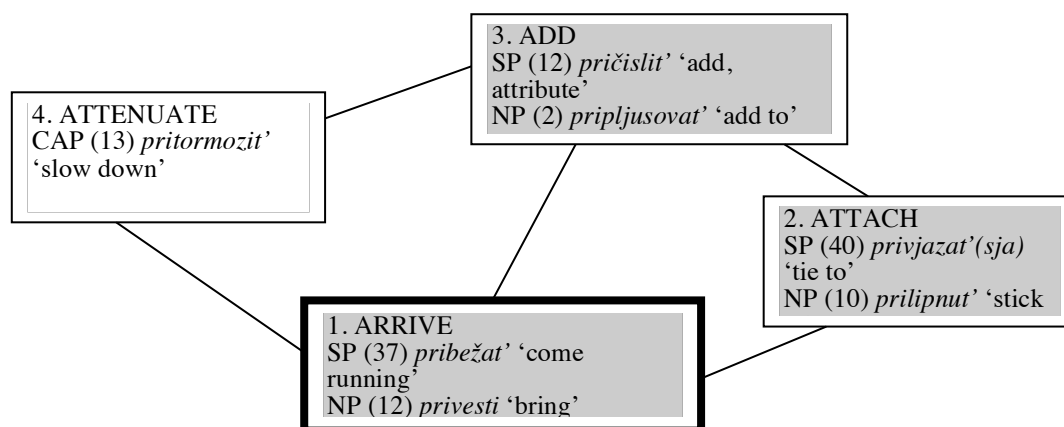 3. ADD
SP (12) pričislit’ ‘add,
attribute’
NP (2) pripljusovat’ ‘add to’
4. ATTENUATE
CAP (13) pritormozit’
‘slow down’
2. ATTACH
SP (40) privjazat’(sja)
‘tie to’
NP (10) prilipnut’ ‘stick
1. ARRIVE
SP (37) pribežat’ ‘come
running’
NP (12) privesti ‘bring’